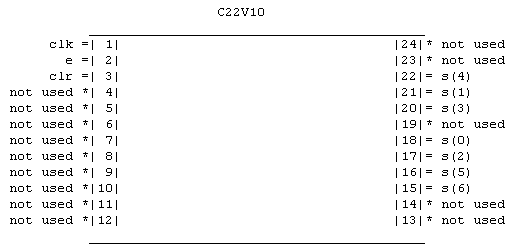 C22V10
clk =| 1| |24|* not used
e =| 2| |23|* not used
clr =| 3| |22|= s(4)
not used *| 4| |21|= s(1)
not used *| 5| |20|= s(3)
not used *| 6| |19|* not used
not used *| 7| |18|= s(0)
not used *| 8| |17|= s(2)
not used *| 9| |16|= s(5)
not used *|10| |15|= s(6)
not used *|11| |14|* not used
not used *|12| |13|* not used